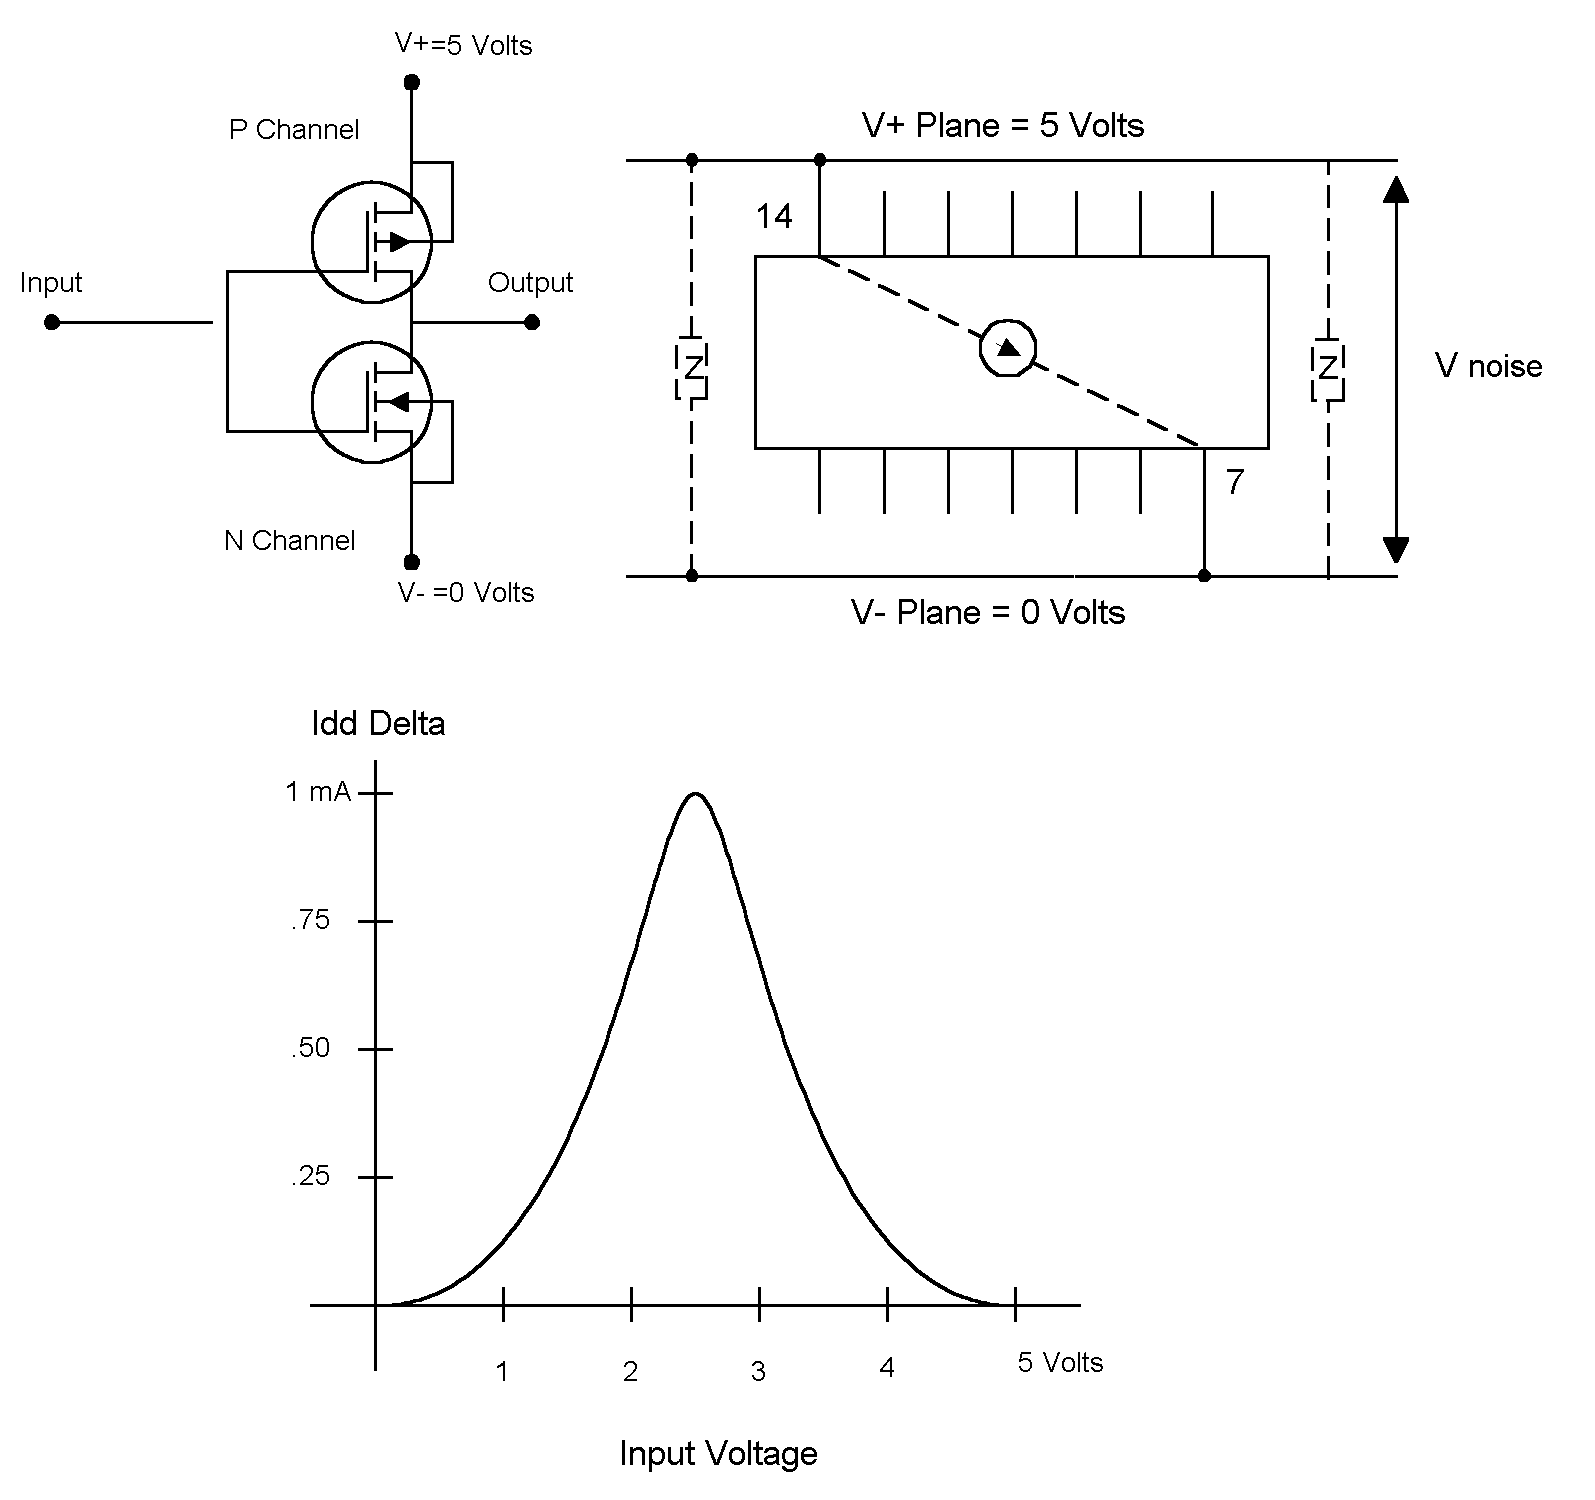 V+=5 Volts
P Channel
Input
Output
N Channel
V- =0 Volts
V+ Plane = 5 Volts
14
Z
Z
V noise
7
V- Plane = 0 Volts
Idd Delta
1 mA
.75
.50
.25
1
2
3
4
5 Volts
Input Voltage